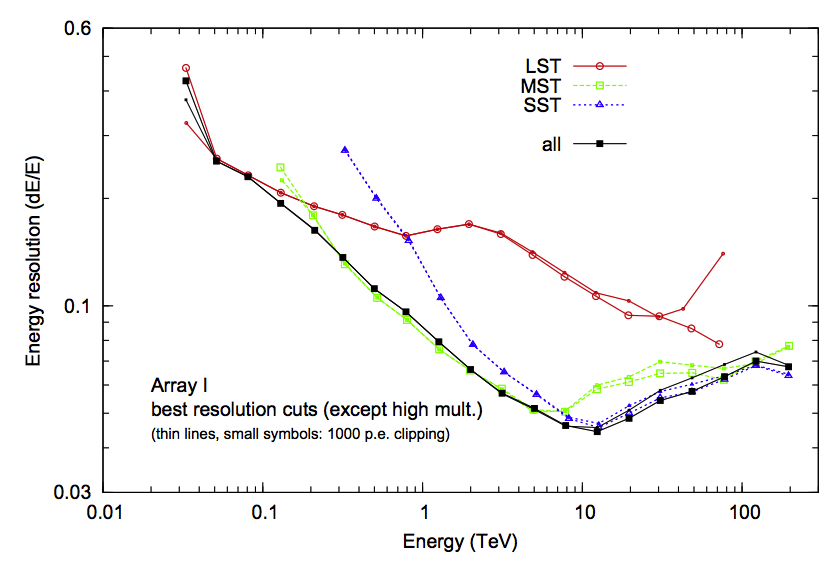 0.6
LST
MST
SST
all
Energy resolution (dE/E)
0.1
Array I
best resolution cuts (except high mult.)
(thin lines, small symbols: 1000 p.e. clipping)
0.03
0.01 0.1 1 10 100
Energy (TeV)